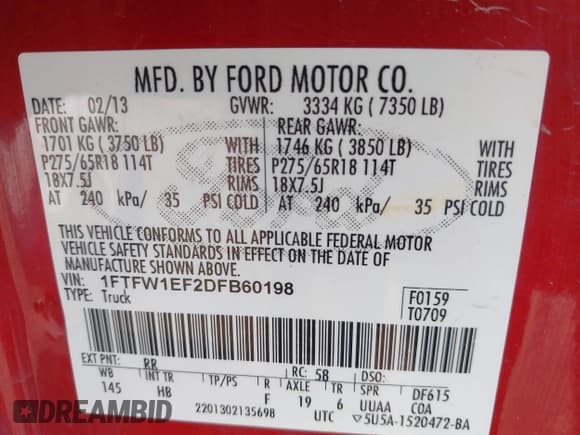 MFD. BY FORD MOTOR CO.
DATE: 02/13 GVWR: 3334 KG ( 7350 LB)
FRONT GAWR: REAR GAWR:
1701 KG ( 3750 LB) WITH 1746 KG ( 3850 LB) WITH
P275/65R18 114T TIRES P275/65R18 114T TIRES
18X7.5J RIMS 18X7.5J RIMS
AT 240 kPa/ 35 PSI COLD AT 240 kPa/ 35 PSI COLD
Ford
THIS VEHICLE CONFORMS TO ALL APPLICABLE FEDERAL MOTOR
VEHICLE SAFETY STANDARDS IN EFFECT ON THE DATE OF
MANUFACTURE SHOWN ABOVE.
VIN: 1FTFW1EF2DFB60198
TYPE: Truck
F0159
T0709
EXT PNT: RR RC: 58 DSO:
WB INT TR TP/PS R AXLE TR S DF615
145 HB F 19 6 UUAA COA
2201302135698 UTC 5U5A-1520472-BA
DREAMBID